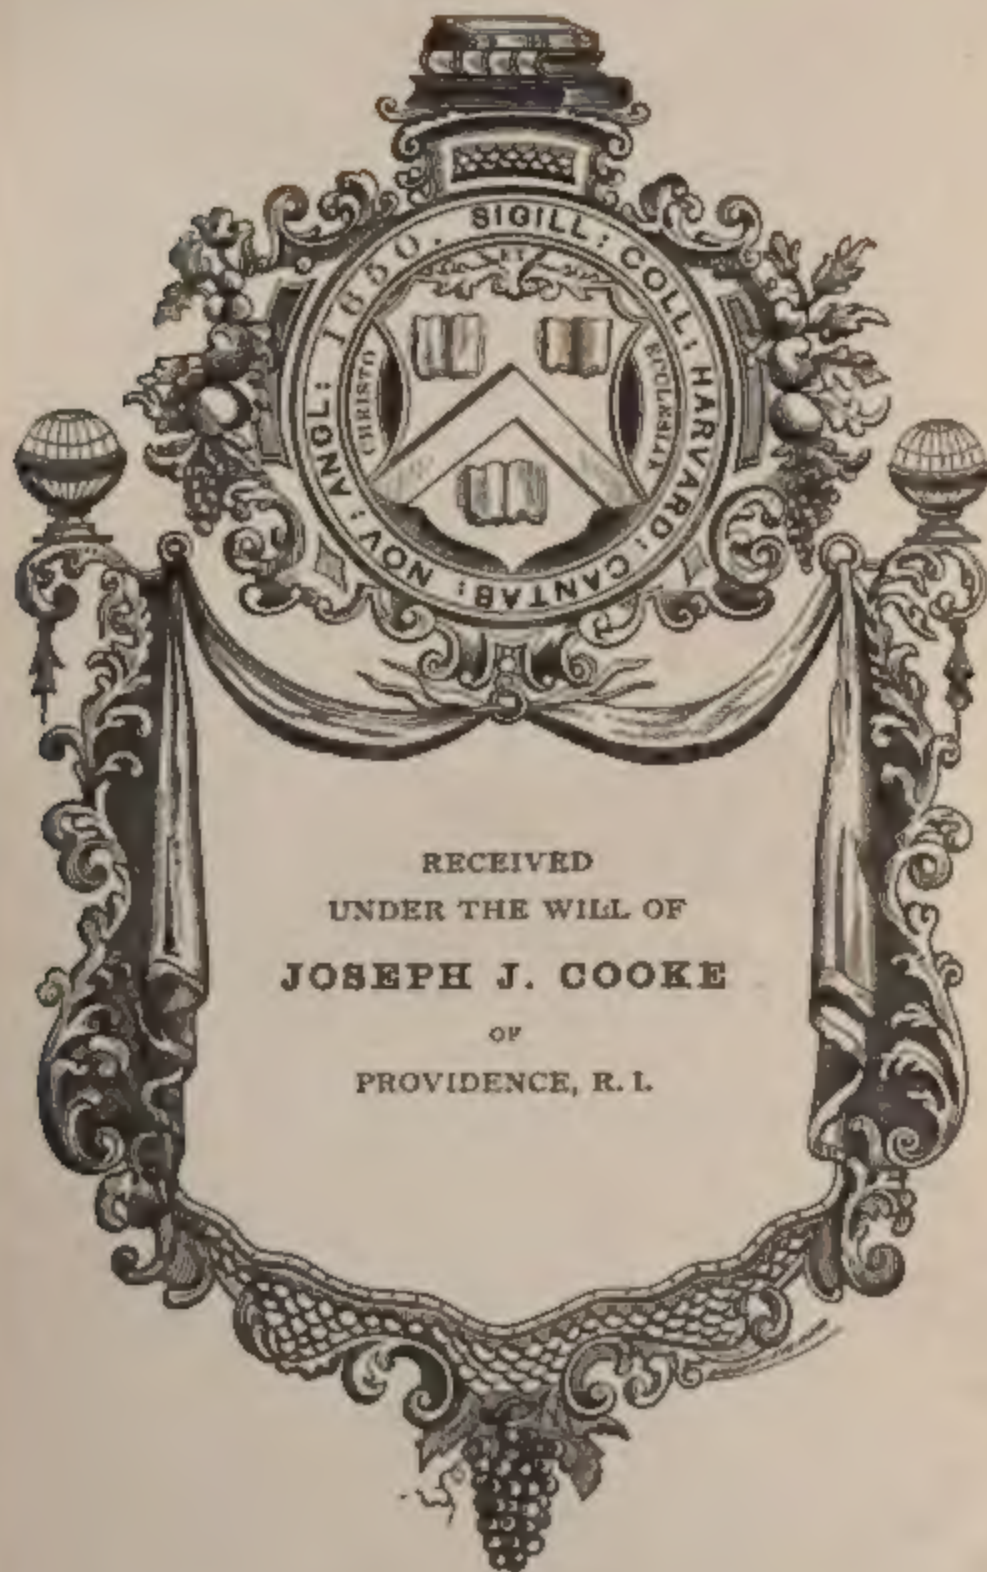 SIGILL: COLL: HARVARD: CANTAB: NOV: ANGL: 1650.
CHRISTO
ET
ECCLESIAE
RECEIVED
UNDER THE WILL OF
JOSEPH J. COOKE
OF
PROVIDENCE, R. I.